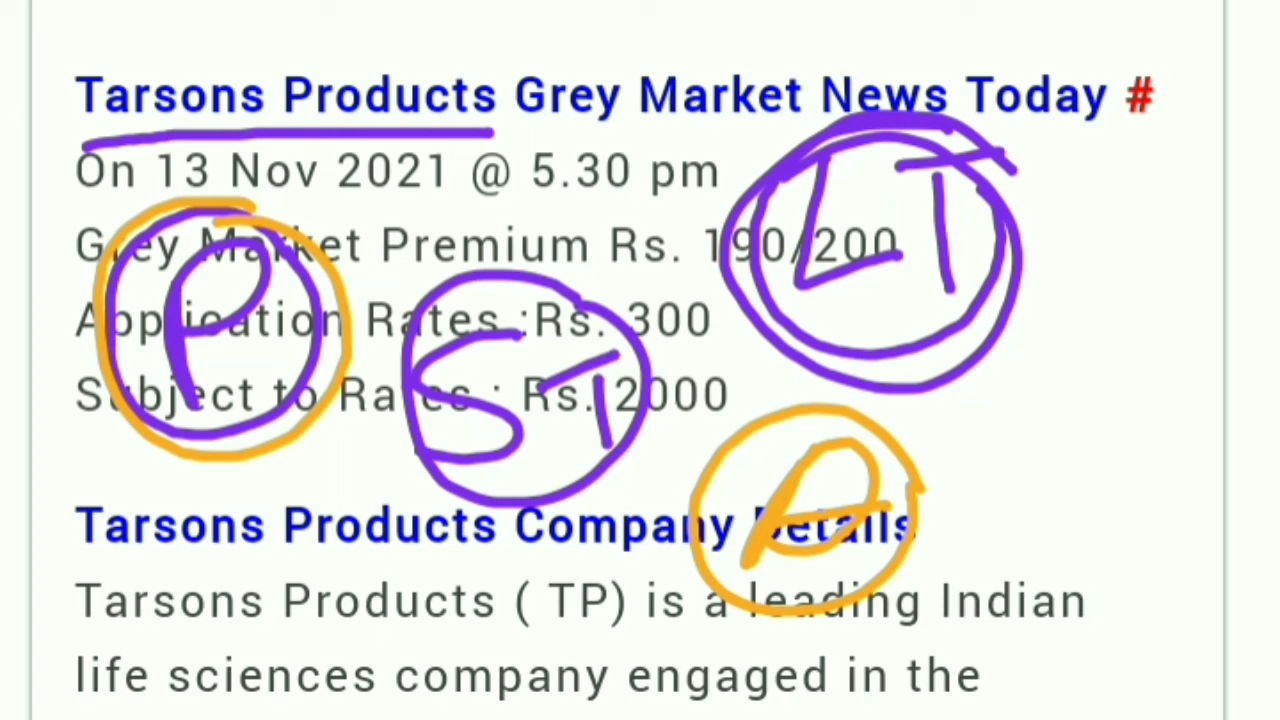 Tarsons Products Grey Market News Today #
On 13 Nov 2021 @ 5.30 pm
Grey Market Premium Rs. 190/200
LT
P
Application Rates :Rs. 300
ST
Subject to Rates : Rs. 2000
Tarsons Products Company Details
Tarsons Products ( TP) is a leading Indian
life sciences company engaged in the